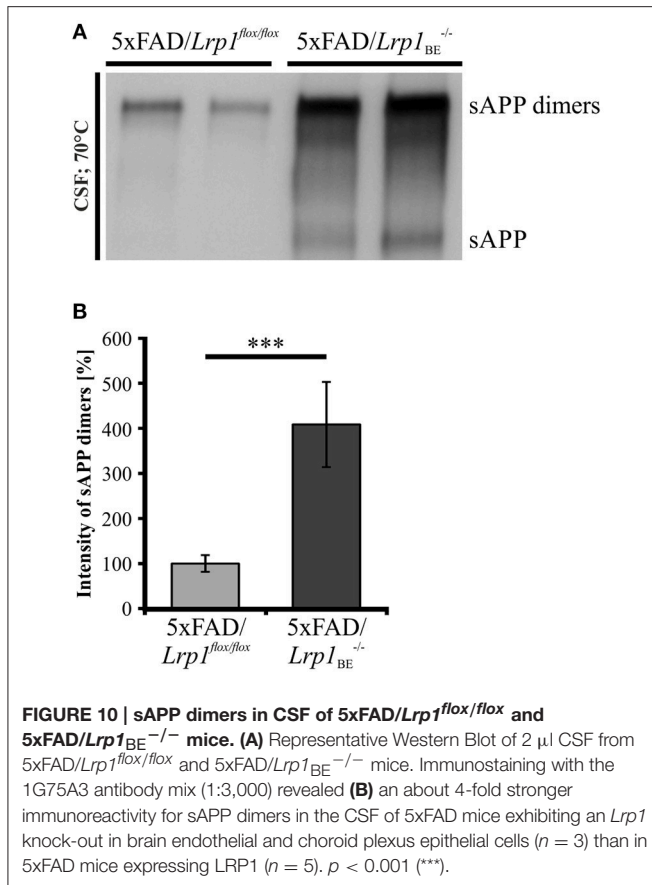 A
5xFAD/Lrp1flox/flox 5xFAD/Lrp1BE-/-
CSF; 70°C
sAPP dimers
sAPP
B
Intensity of sAPP dimers [%]
600
500
400
300
200
100
0
***
5xFAD/ 5xFAD/
Lrp1flox/flox Lrp1BE-/-
FIGURE 10 | sAPP dimers in CSF of 5xFAD/Lrp1flox/flox and
5xFAD/Lrp1BE−/− mice. (A) Representative Western Blot of 2 µl CSF from
5xFAD/Lrp1flox/flox and 5xFAD/Lrp1BE−/− mice. Immunostaining with the
1G75A3 antibody mix (1:3,000) revealed (B) an about 4-fold stronger
immunoreactivity for sAPP dimers in the CSF of 5xFAD mice exhibiting an Lrp1
knock-out in brain endothelial and choroid plexus epithelial cells (n = 3) than in
5xFAD mice expressing LRP1 (n = 5). p < 0.001 (***).